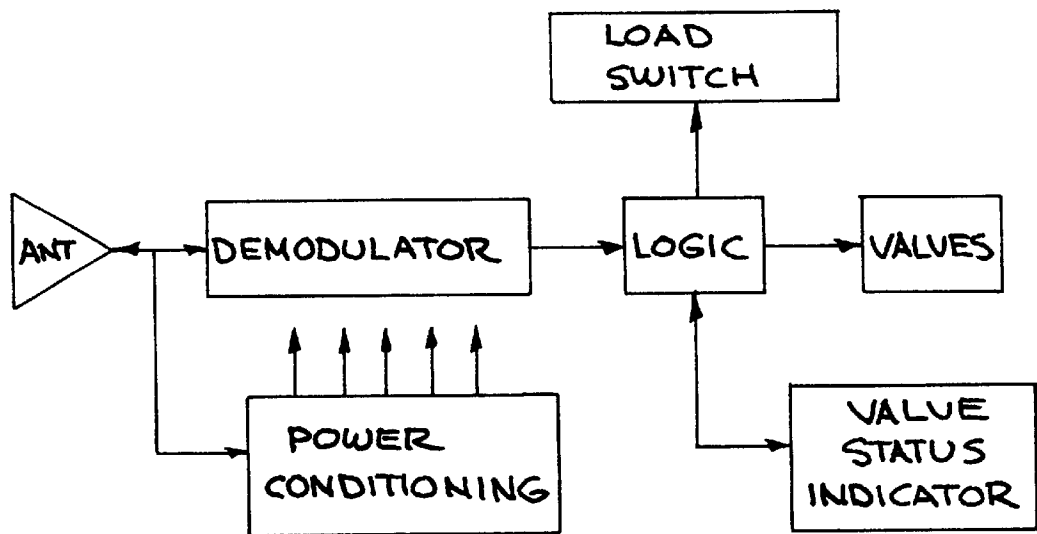 LOAD
SWITCH
ANT
DEMODULATOR
LOGIC
VALUES
POWER
CONDITIONING
VALUE
STATUS
INDICATOR